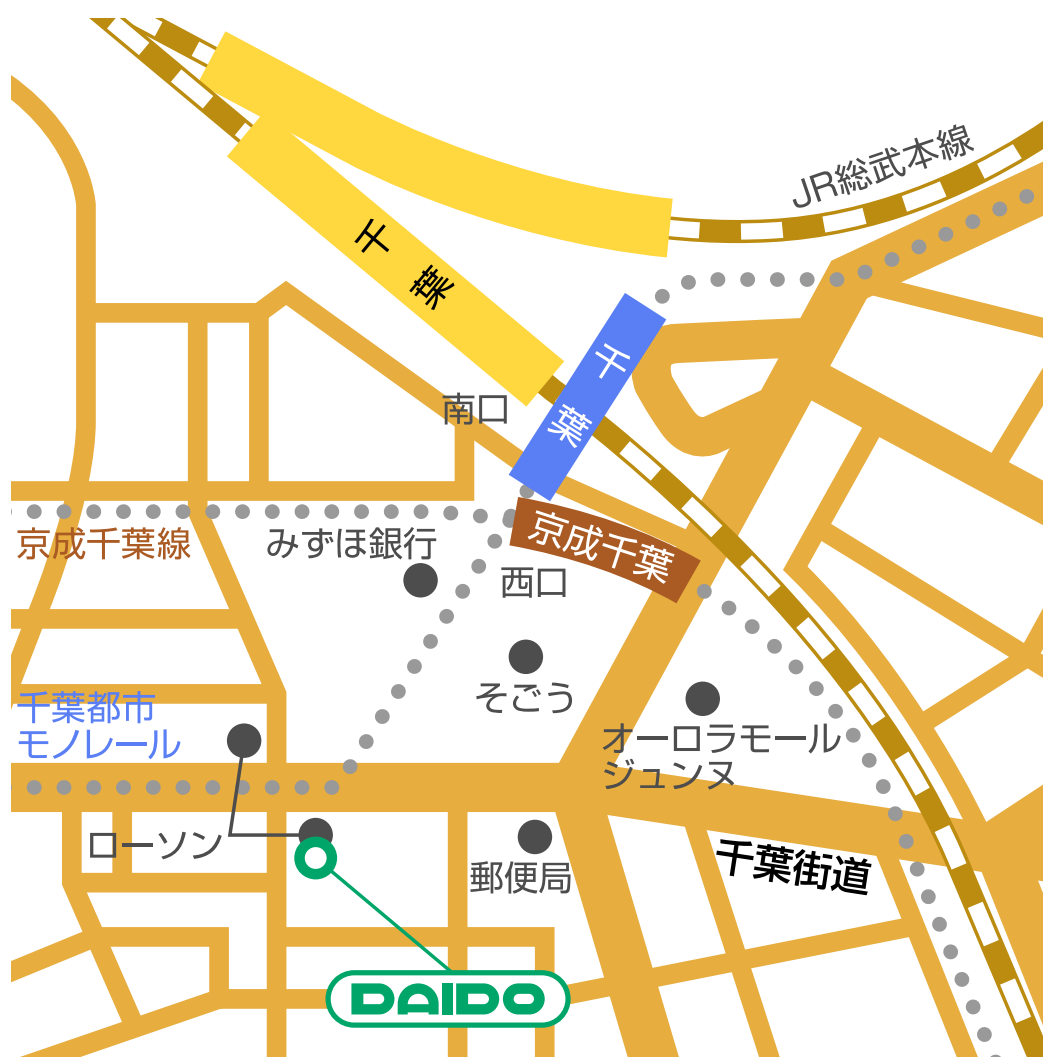 JR総武本線
千葉
千葉
南口
京成千葉線
みずほ銀行
京成千葉
西口
そごう
千葉都市
モノレール
オーロラモール
ジュンヌ
ローソン
郵便局
千葉街道
DAIDO